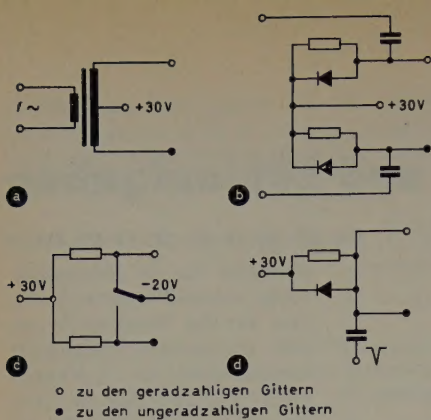 f ~
+30V
a
+30V
b
+30V
-20V
c
+30V
d
o zu den geradzahligen Gittern
• zu den ungeradzahligen Gittern